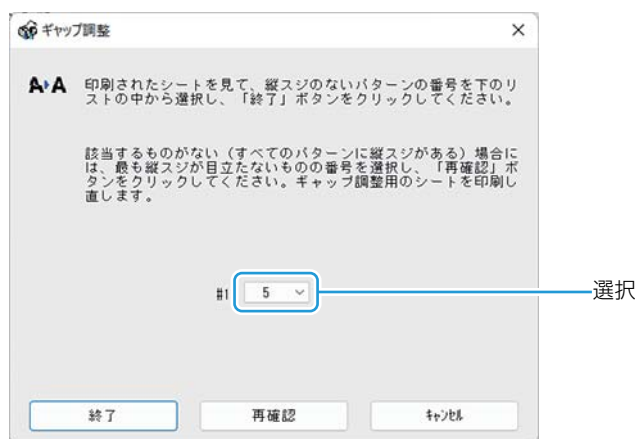 ギャップ調整
A▸A 印刷されたシートを見て、縦スジのないパターンの番号を下のリ
ストの中から選択し、「終了」ボタンをクリックしてください。
該当するものがない（すべてのパターンに縦スジがある）場合に
は、最も縦スジが目立たないものの番号を選択し、「再確認」ボ
タンをクリックしてください。ギャップ調整用のシートを印刷し
直します。
#1 5
選択
終了 再確認 ｷｬﾝｾﾙ